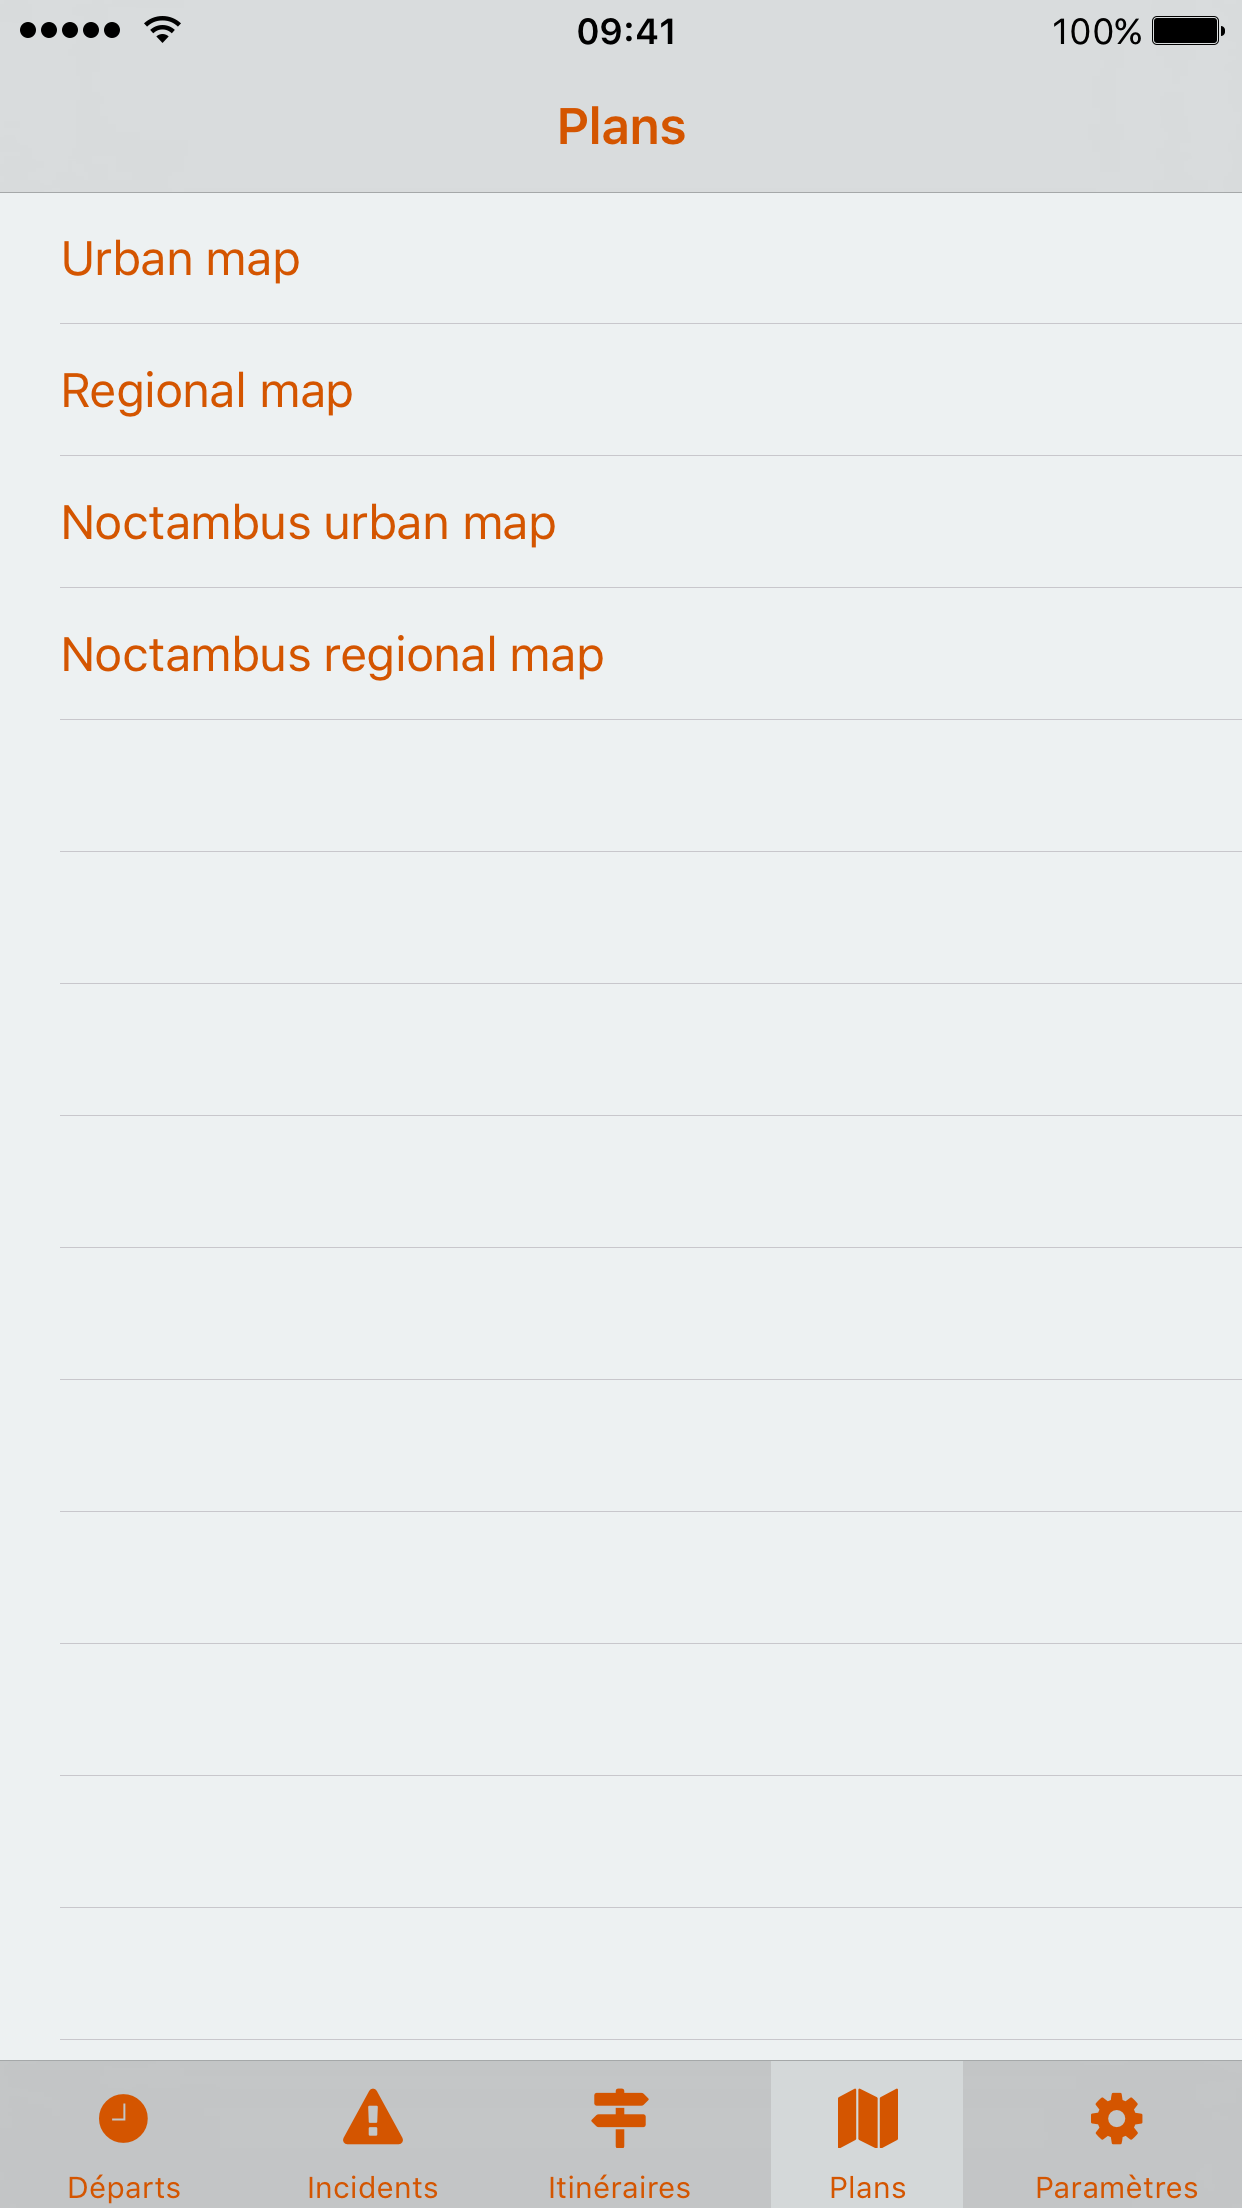 09:41
100%
Plans
Urban map
Regional map
Noctambus urban map
Noctambus regional map
Départs
Incidents
Itinéraires
Plans
Paramètres